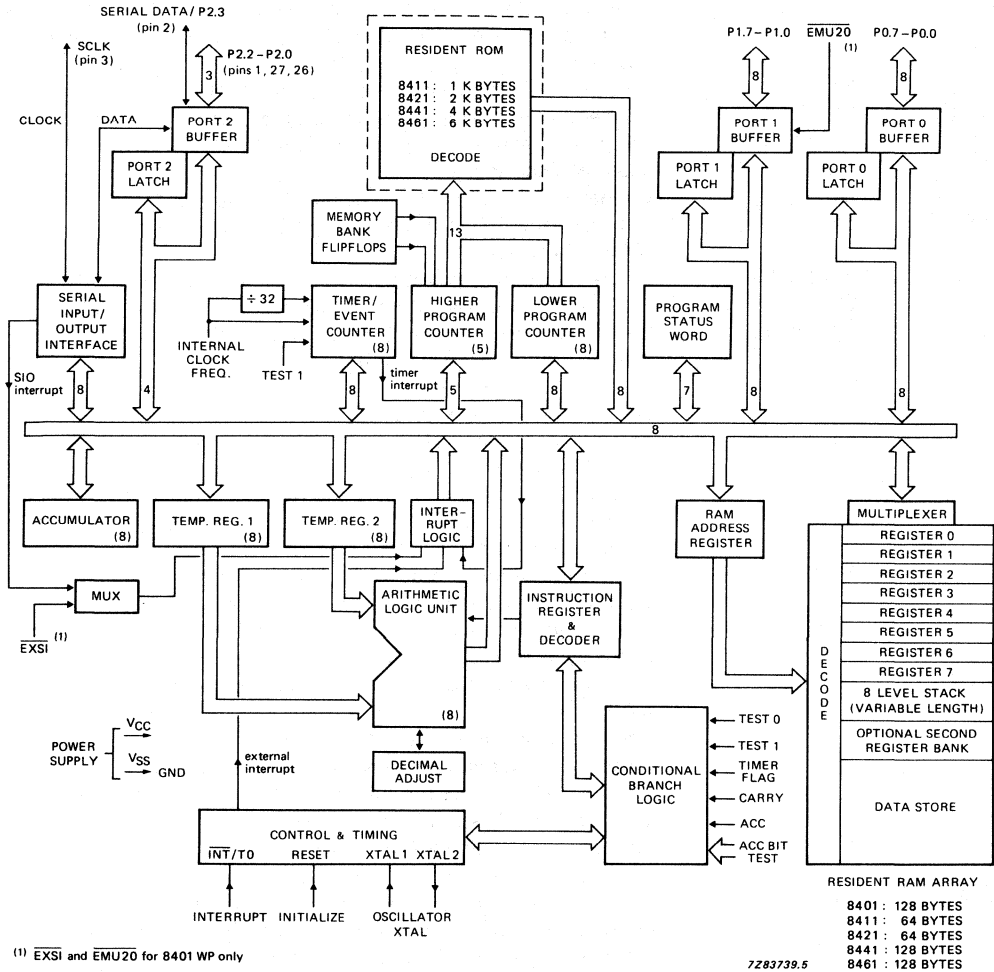 SERIAL DATA/P2.3
(pin 2)
SCLK
(pin 3)
P2.2–P2.0
(pins 1, 27, 26)
3
CLOCK
DATA
PORT 2
BUFFER
PORT 2
LATCH
RESIDENT ROM
8411: 1 K BYTES
8421: 2 K BYTES
8441: 4 K BYTES
8461: 6 K BYTES
DECODE
P1.7–P1.0
EMU20
(1)
P0.7–P0.0
8
8
PORT 1
BUFFER
PORT 0
BUFFER
PORT 1
LATCH
PORT 0
LATCH
MEMORY
BANK
FLIPFLOPS
13
SERIAL
INPUT/
OUTPUT
INTERFACE
÷ 32
INTERNAL
CLOCK
FREQ.
TEST 1
TIMER/
EVENT
COUNTER
(8)
HIGHER
PROGRAM
COUNTER
(5)
LOWER
PROGRAM
COUNTER
(8)
PROGRAM
STATUS
WORD
SIO
interrupt
timer
interrupt
8
4
8
5
8
8
7
8
8
8
ACCUMULATOR
(8)
TEMP. REG. 1
(8)
TEMP. REG. 2
(8)
INTER-
RUPT
LOGIC
RAM
ADDRESS
REGISTER
MULTIPLEXER
REGISTER 0
REGISTER 1
REGISTER 2
REGISTER 3
REGISTER 4
REGISTER 5
REGISTER 6
REGISTER 7
8 LEVEL STACK
(VARIABLE LENGTH)
OPTIONAL SECOND
REGISTER BANK
DATA STORE
DECODE
MUX
EXSI (1)
ARITHMETIC
LOGIC UNIT
(8)
INSTRUCTION
REGISTER
&
DECODER
DECIMAL
ADJUST
POWER
SUPPLY
VCC
VSS
GND
external
interrupt
CONDITIONAL
BRANCH
LOGIC
TEST 0
TEST 1
TIMER
FLAG
CARRY
ACC
ACC BIT
TEST
CONTROL & TIMING
INT/T0 RESET XTAL1 XTAL2
INTERRUPT
INITIALIZE
OSCILLATOR
XTAL
RESIDENT RAM ARRAY
8401: 128 BYTES
8411: 64 BYTES
8421: 64 BYTES
8441: 128 BYTES
8461: 128 BYTES
(1) EXSI and EMU20 for 8401 WP only
7Z83739.5